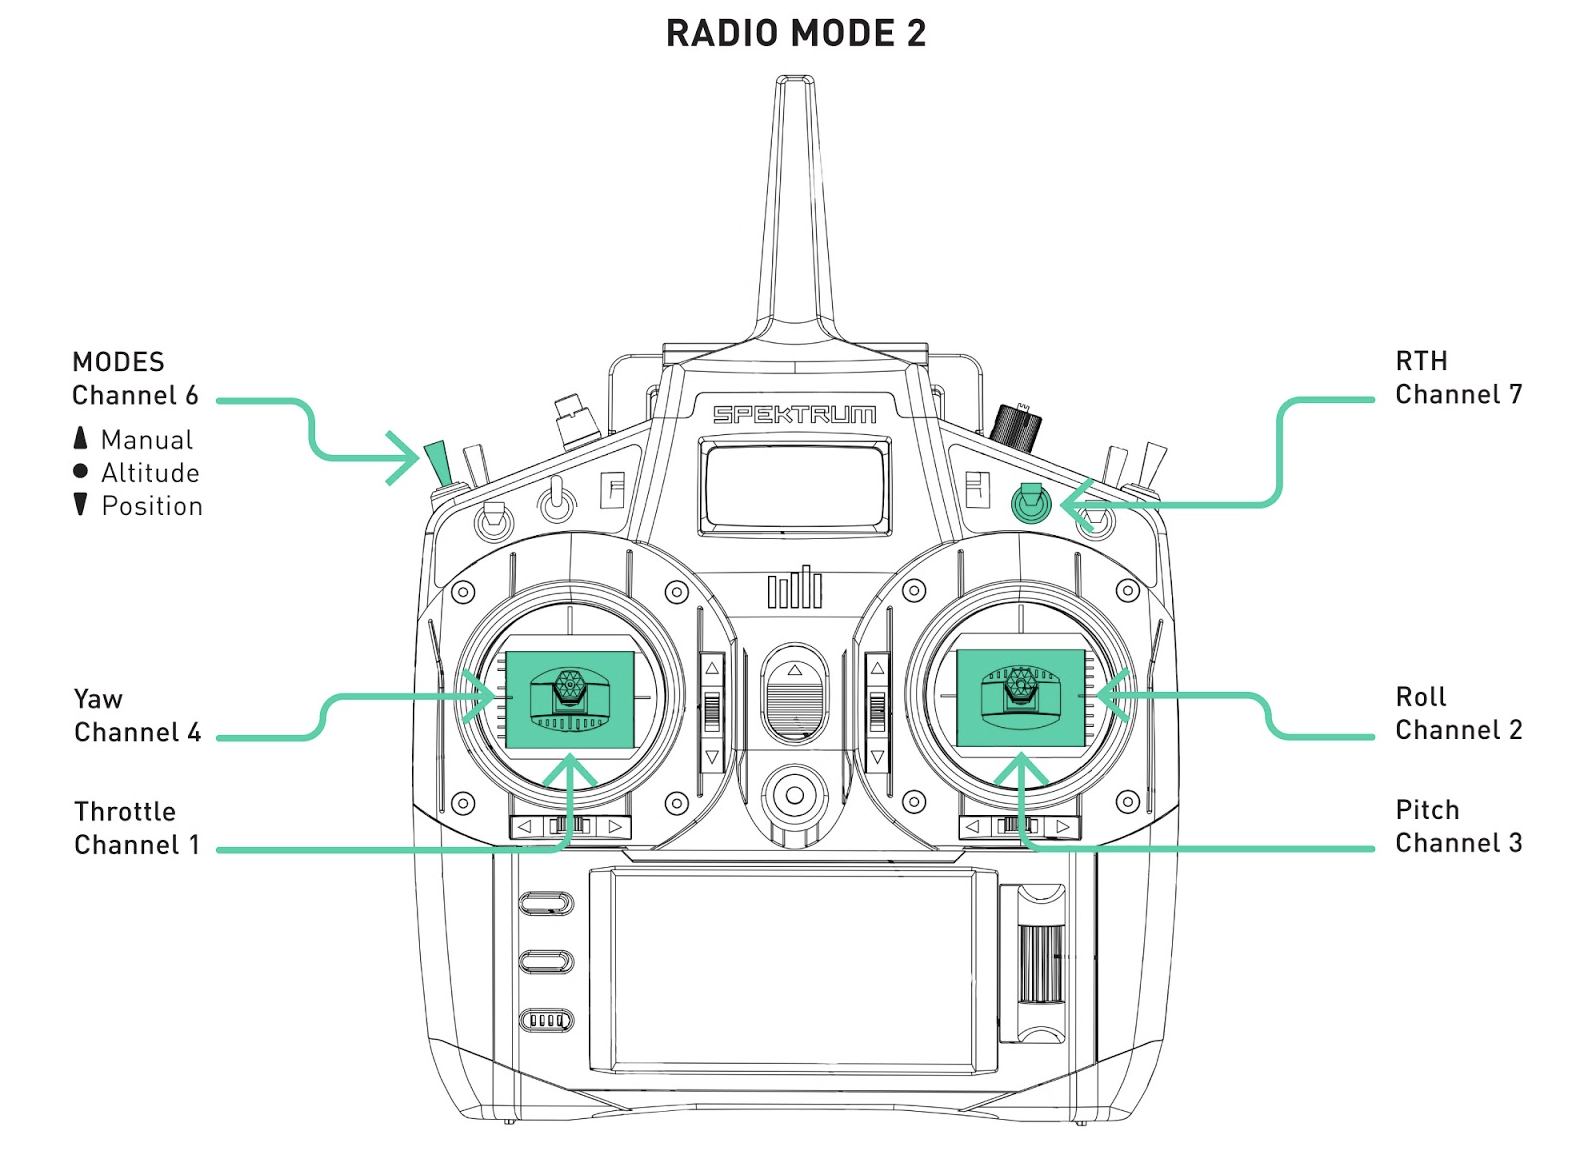 RADIO MODE 2
MODES
Channel 6
Manual
Altitude
Position
SPEKTRUM
RTH
Channel 7
Yaw
Channel 4
Throttle
Channel 1
Roll
Channel 2
Pitch
Channel 3